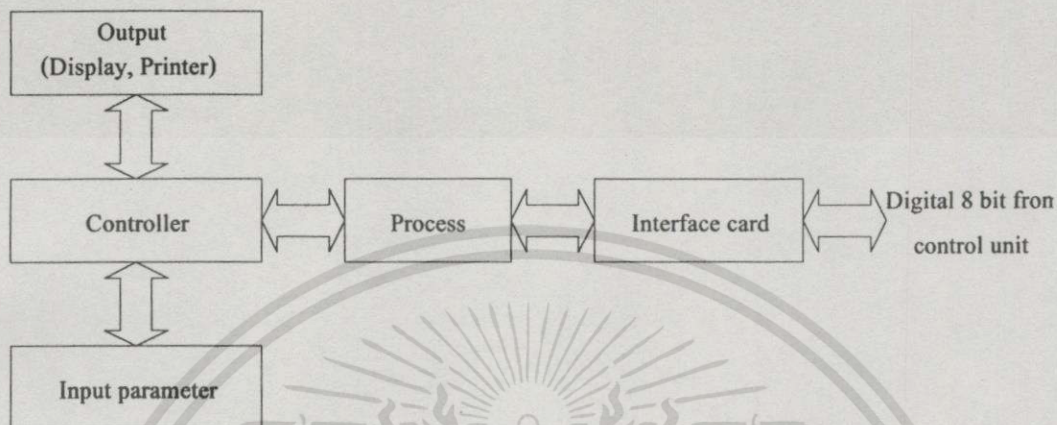 Output
(Display, Printer)
Controller
Process
Interface card
Digital 8 bit fron
control unit
Input parameter